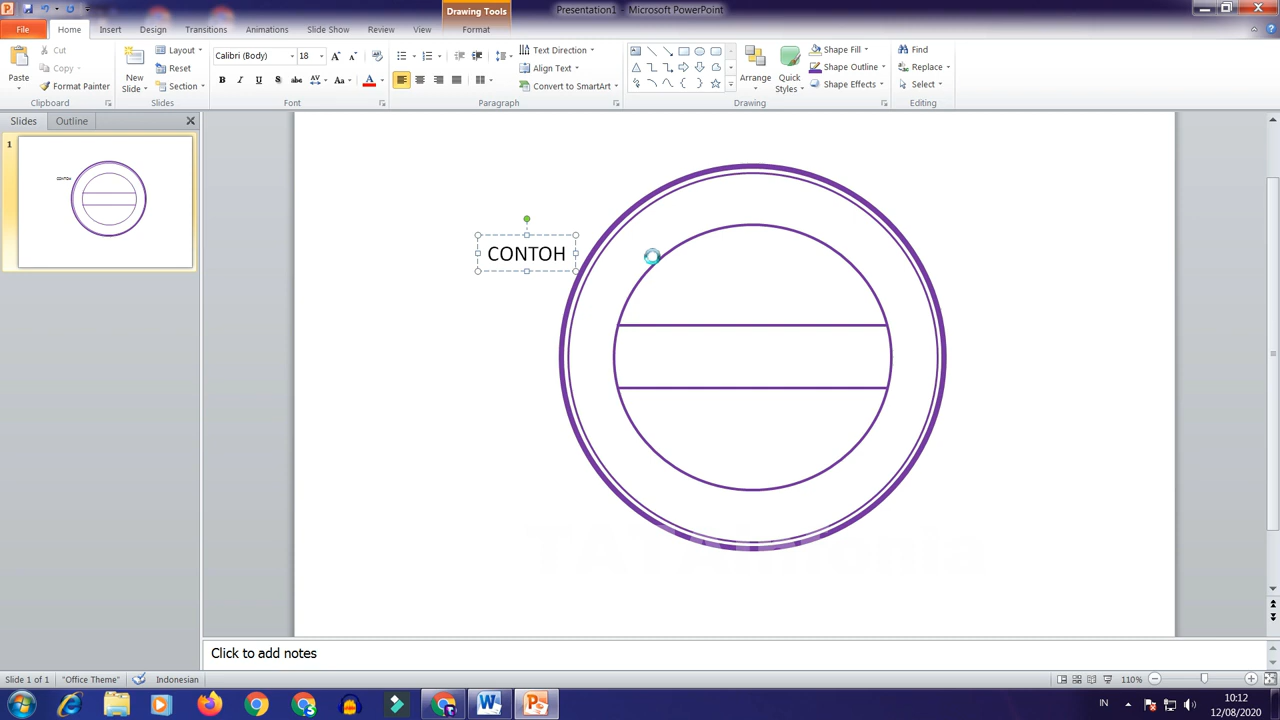 Drawing Tools
Presentation1 – Microsoft PowerPoint
File Home Insert Design Transitions Animations Slide Show Review View Format
Paste
Cut
Copy
Format Painter
Clipboard
New Slide
Layout
Reset
Section
Slides
Calibri (Body) 18
B I U S abc AV Aa A
Font
Text Direction
Align Text
Convert to SmartArt
Paragraph
Arrange
Quick Styles
Shape Fill
Shape Outline
Shape Effects
Drawing
Find
Replace
Select
Editing
Slides Outline
1
CONTOH
CONTOH
Click to add notes
Slide 1 of 1 "Office Theme" Indonesian 110%
IN
10:12
12/08/2020